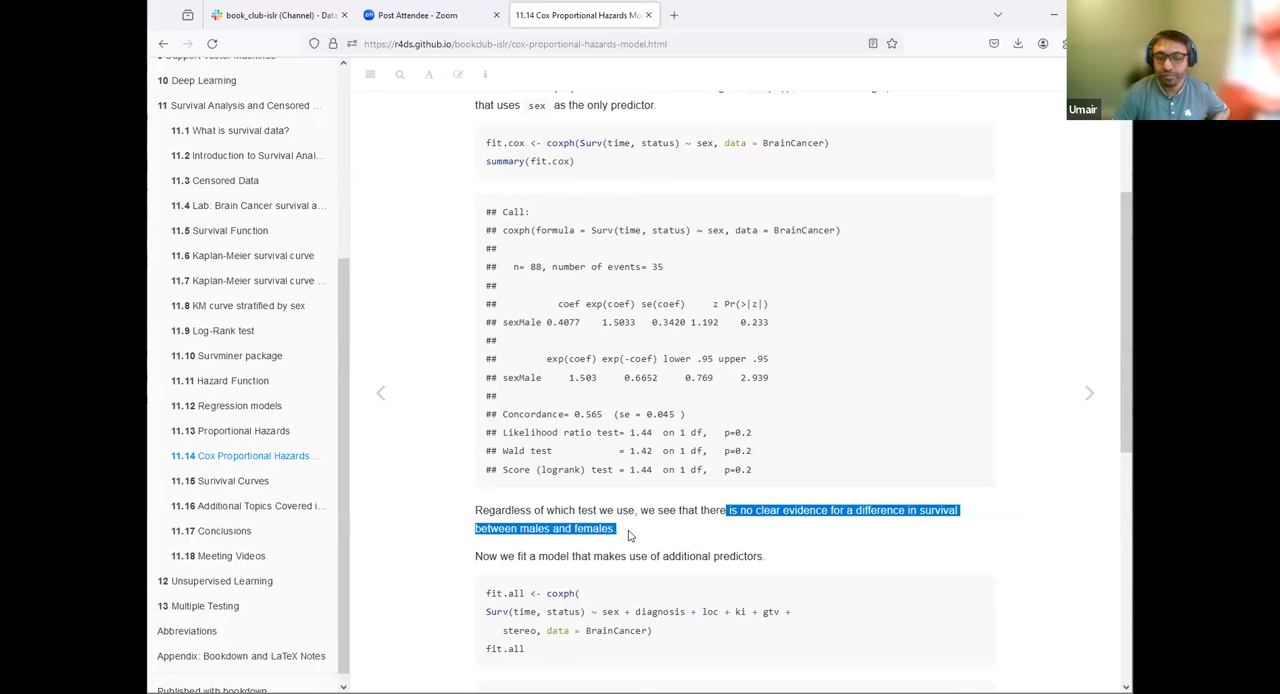 book_club-islr (Channel) - Dat
Post Attendee - Zoom
11.14 Cox Proportional Hazards Mo
https://r4ds.github.io/bookclub-islr/cox-proportional-hazards-model.html
Umair
10 Deep Learning
11 Survival Analysis and Censored ...
11.1 What is survival data?
11.2 Introduction to Survival Anal...
11.3 Censored Data
11.4 Lab: Brain Cancer survival a...
11.5 Survival Function
11.6 Kaplan-Meier survival curve
11.7 Kaplan-Meier survival curve ...
11.8 KM curve stratified by sex
11.9 Log-Rank test
11.10 Survminer package
11.11 Hazard Function
11.12 Regression models
11.13 Proportional Hazards
11.14 Cox Proportional Hazards ...
11.15 Surivival Curves
11.16 Additional Topics Covered i...
11.17 Conclusions
11.18 Meeting Videos
12 Unsupervised Learning
13 Multiple Testing
Abbreviations
Appendix: Bookdown and LaTeX Notes
Published with bookdown
that uses sex as the only predictor.
fit.cox <- coxph(Surv(time, status) ~ sex, data = BrainCancer)
summary(fit.cox)
## Call:
## coxph(formula = Surv(time, status) ~ sex, data = BrainCancer)
##
##   n= 88, number of events= 35
##
##           coef exp(coef) se(coef)     z Pr(>|z|)
## sexMale 0.4077    1.5033   0.3420 1.192    0.233
##
##         exp(coef) exp(-coef) lower .95 upper .95
## sexMale     1.503     0.6652     0.769     2.939
##
## Concordance= 0.565  (se = 0.045 )
## Likelihood ratio test= 1.44  on 1 df,   p=0.2
## Wald test            = 1.42  on 1 df,   p=0.2
## Score (logrank) test = 1.44  on 1 df,   p=0.2
Regardless of which test we use, we see that there is no clear evidence for a difference in survival
between males and females.
Now we fit a model that makes use of additional predictors.
fit.all <- coxph(
Surv(time, status) ~ sex + diagnosis + loc + ki + gtv +
stereo, data = BrainCancer)
fit.all